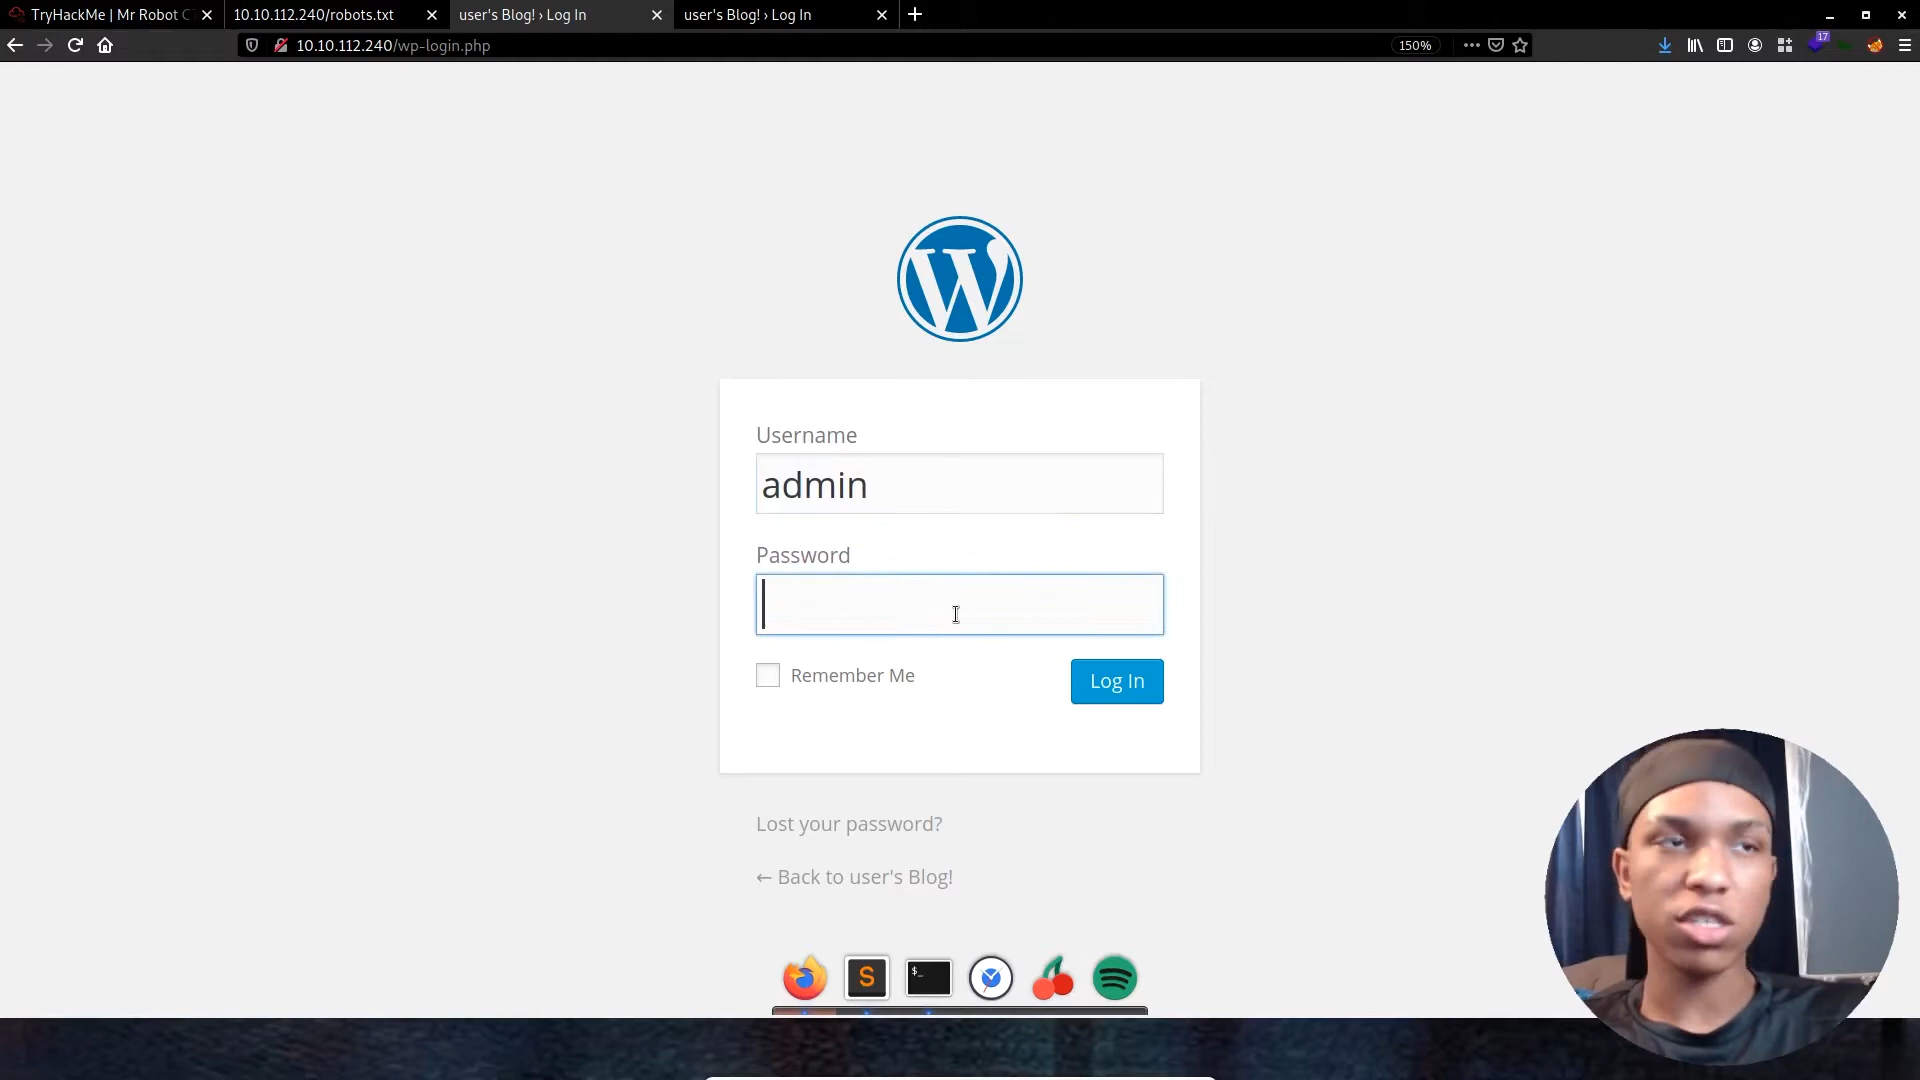 TryHackMe | Mr Robot C
10.10.112.240/robots.txt
user's Blog! › Log In
user's Blog! › Log In
10.10.112.240/wp-login.php
150%
17
W
Username
admin
Password
Remember Me
Log In
Lost your password?
← Back to user's Blog!
S
$_